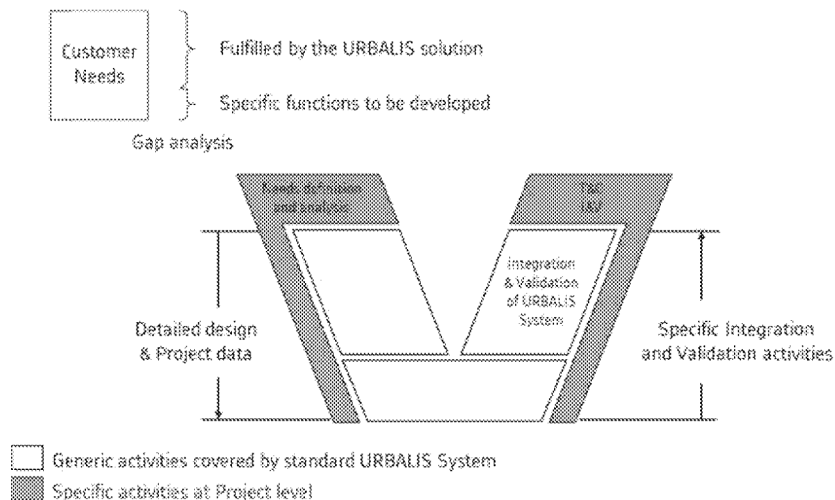 Customer
Needs
Fulfilled by the URBALIS solution
Specific functions to be developed
Gap analysis
Needs definition
and analysis
T&C
I&V
Integration
& Validation
of URBALIS
System
Detailed design
& Project data
Specific Integration
and Validation activities
Generic activities covered by standard URBALIS System
Specific activities at Project level